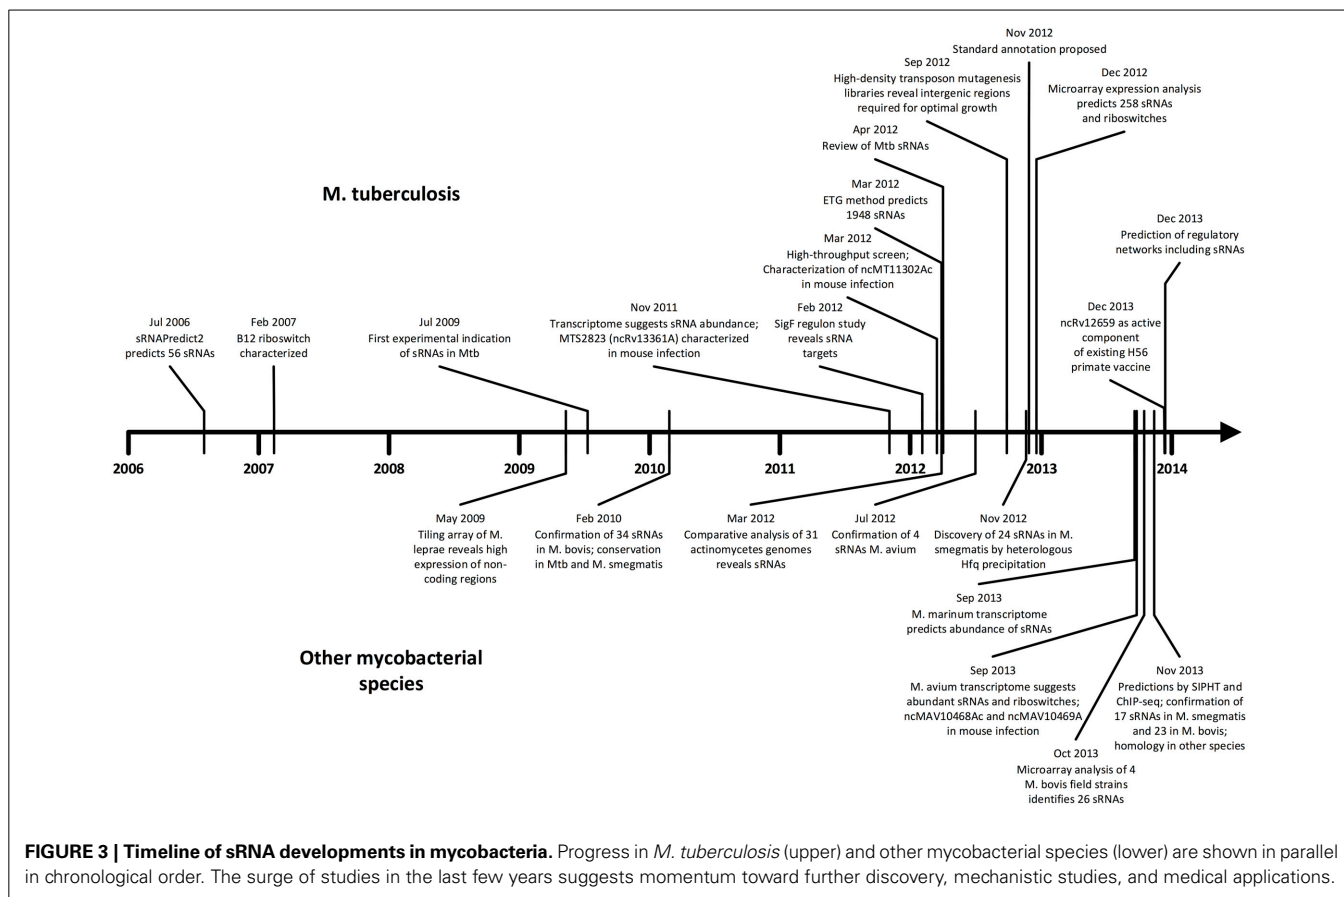 Nov 2012
Standard annotation proposed
Sep 2012
High-density transposon mutagenesis
libraries reveal intergenic regions
required for optimal growth
Dec 2012
Microarray expression analysis
predicts 258 sRNAs
and riboswitches
Apr 2012
Review of Mtb sRNAs
M. tuberculosis
Mar 2012
ETG method predicts
1948 sRNAs
Mar 2012
High-throughput screen;
Characterization of ncMT11302Ac
in mouse infection
Dec 2013
Prediction of regulatory
networks including sRNAs
Jul 2006
sRNAPredict2
predicts 56 sRNAs
Feb 2007
B12 riboswitch
characterized
Jul 2009
First experimental indication
of sRNAs in Mtb
Nov 2011
Transcriptome suggests sRNA abundance;
MTS2823 (ncRv13361A) characterized
in mouse infection
Feb 2012
SigF regulon study
reveals sRNA
targets
Dec 2013
ncRv12659 as active
component
of existing H56
primate vaccine
2006
2007
2008
2009
2010
2011
2012
2013
2014
May 2009
Tiling array of M.
leprae reveals high
expression of non-
coding regions
Feb 2010
Confirmation of 34 sRNAs
in M. bovis; conservation
in Mtb and M. smegmatis
Mar 2012
Comparative analysis of 31
actinomycetes genomes
reveals sRNAs
Jul 2012
Confirmation of 4
sRNAs M. avium
Nov 2012
Discovery of 24 sRNAs in M.
smegmatis by heterologous
Hfq precipitation
Sep 2013
M. marinum transcriptome
predicts abundance of sRNAs
Other mycobacterial
species
Sep 2013
M. avium transcriptome suggests
abundant sRNAs and riboswitches;
ncMAV10468Ac and ncMAV10469A
in mouse infection
Nov 2013
Predictions by SIPHT and
ChIP-seq; confirmation of
17 sRNAs in M. smegmatis
and 23 in M. bovis;
homology in other species
Oct 2013
Microarray analysis of 4
M. bovis field strains
identifies 26 sRNAs
FIGURE 3 | Timeline of sRNA developments in mycobacteria. Progress in M. tuberculosis (upper) and other mycobacterial species (lower) are shown in parallel
in chronological order. The surge of studies in the last few years suggests momentum toward further discovery, mechanistic studies, and medical applications.